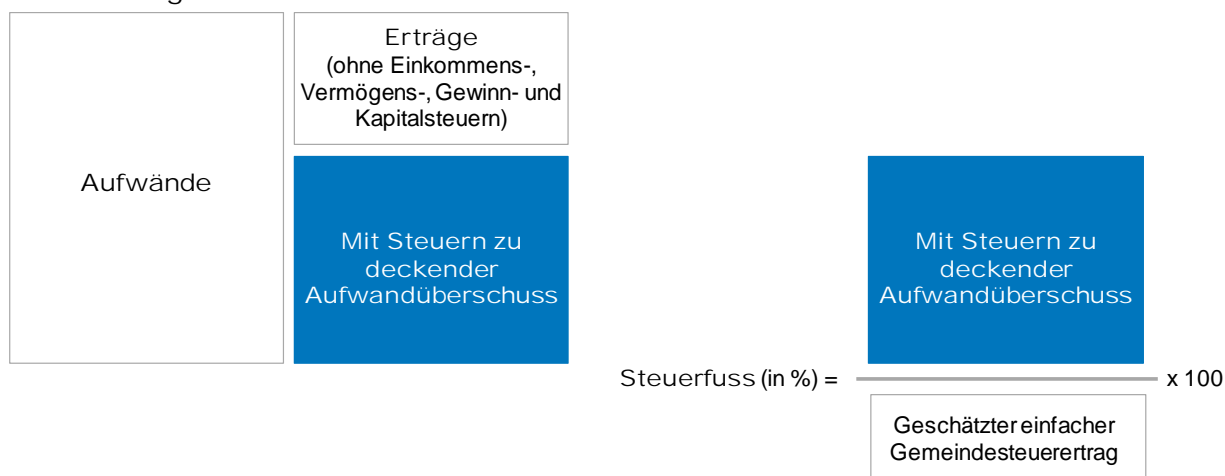 Erträge
(ohne Einkommens-,
Vermögens-, Gewinn- und
Kapitalsteuern)
Aufwände
Mit Steuern zu
deckender
Aufwandüberschuss
Mit Steuern zu
deckender
Aufwandüberschuss
Steuerfuss (in %) = x 100
Geschätzter einfacher
Gemeindesteuerertrag